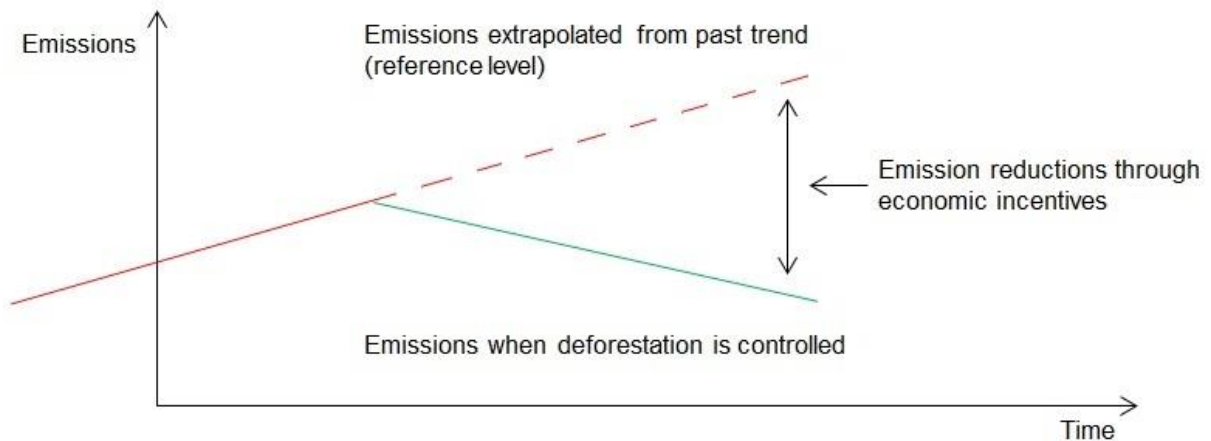 Emissions
Emissions extrapolated from past trend
(reference level)
Emission reductions through
economic incentives
Emissions when deforestation is controlled
Time